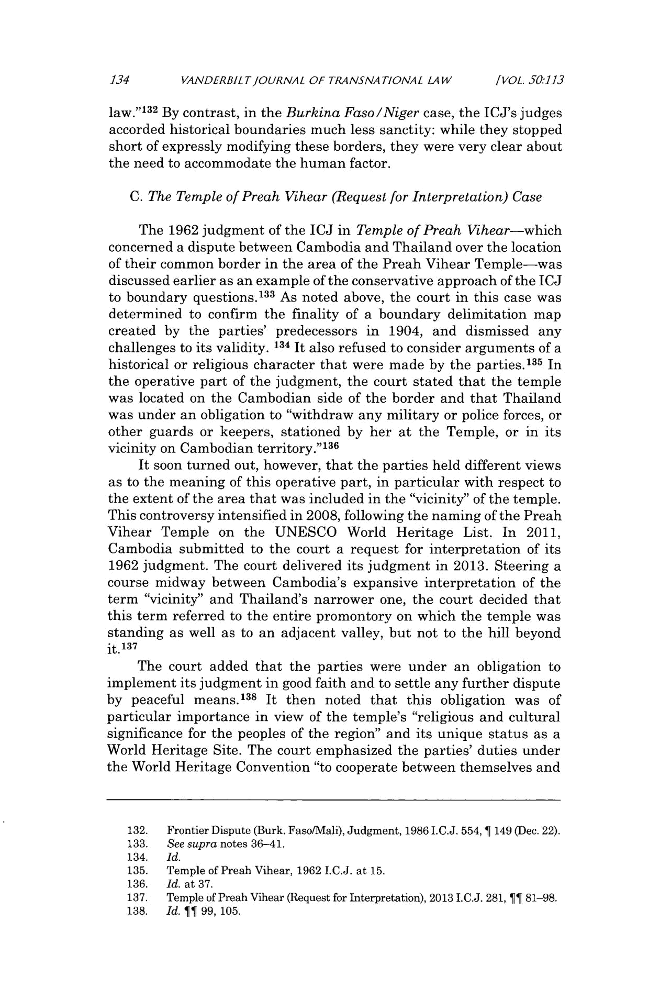 134 VANDERBILT JOURNAL OF TRANSNATIONAL LAW [VOL. 50:113
law.”132 By contrast, in the Burkina Faso/Niger case, the ICJ’s judges
accorded historical boundaries much less sanctity: while they stopped
short of expressly modifying these borders, they were very clear about
the need to accommodate the human factor.
C. The Temple of Preah Vihear (Request for Interpretation) Case
The 1962 judgment of the ICJ in Temple of Preah Vihear—which
concerned a dispute between Cambodia and Thailand over the location
of their common border in the area of the Preah Vihear Temple—was
discussed earlier as an example of the conservative approach of the ICJ
to boundary questions.133 As noted above, the court in this case was
determined to confirm the finality of a boundary delimitation map
created by the parties’ predecessors in 1904, and dismissed any
challenges to its validity. 134 It also refused to consider arguments of a
historical or religious character that were made by the parties.135 In
the operative part of the judgment, the court stated that the temple
was located on the Cambodian side of the border and that Thailand
was under an obligation to “withdraw any military or police forces, or
other guards or keepers, stationed by her at the Temple, or in its
vicinity on Cambodian territory.”136
It soon turned out, however, that the parties held different views
as to the meaning of this operative part, in particular with respect to
the extent of the area that was included in the “vicinity” of the temple.
This controversy intensified in 2008, following the naming of the Preah
Vihear Temple on the UNESCO World Heritage List. In 2011,
Cambodia submitted to the court a request for interpretation of its
1962 judgment. The court delivered its judgment in 2013. Steering a
course midway between Cambodia’s expansive interpretation of the
term “vicinity” and Thailand’s narrower one, the court decided that
this term referred to the entire promontory on which the temple was
standing as well as to an adjacent valley, but not to the hill beyond
it.137
The court added that the parties were under an obligation to
implement its judgment in good faith and to settle any further dispute
by peaceful means.138 It then noted that this obligation was of
particular importance in view of the temple’s “religious and cultural
significance for the peoples of the region” and its unique status as a
World Heritage Site. The court emphasized the parties’ duties under
the World Heritage Convention “to cooperate between themselves and
132. Frontier Dispute (Burk. Faso/Mali), Judgment, 1986 I.C.J. 554, ¶ 149 (Dec. 22).
133. See supra notes 36–41.
134. Id.
135. Temple of Preah Vihear, 1962 I.C.J. at 15.
136. Id. at 37.
137. Temple of Preah Vihear (Request for Interpretation), 2013 I.C.J. 281, ¶¶ 81–98.
138. Id. ¶¶ 99, 105.